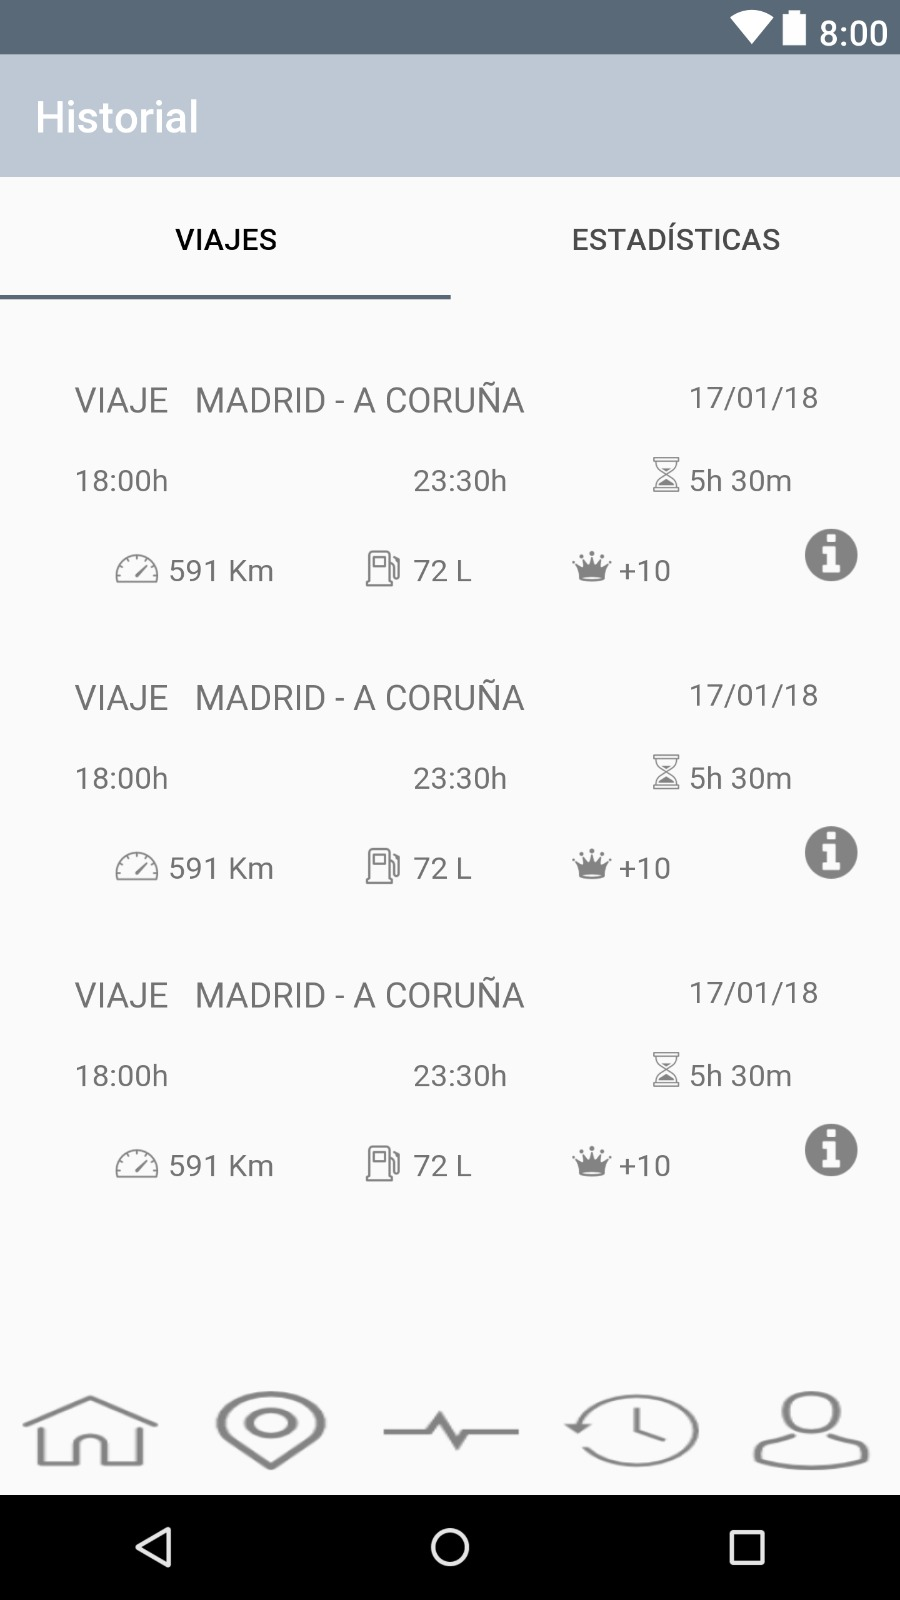 8:00
Historial
VIAJES ESTADÍSTICAS
VIAJE MADRID - A CORUÑA 17/01/18
18:00h 23:30h 5h 30m
591 Km 72 L +10
VIAJE MADRID - A CORUÑA 17/01/18
18:00h 23:30h 5h 30m
591 Km 72 L +10
VIAJE MADRID - A CORUÑA 17/01/18
18:00h 23:30h 5h 30m
591 Km 72 L +10